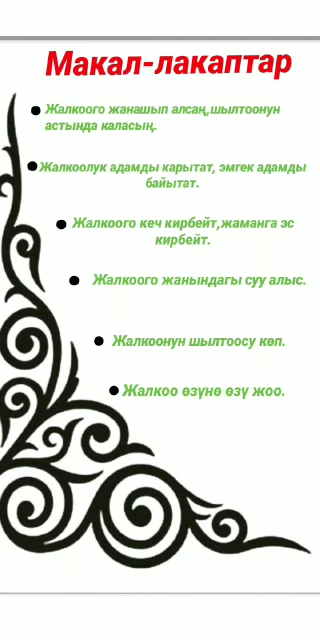 Макал-лакаптар
Жалкоого жанашып алсаң,шылтоонун
астында каласың.
Жалкоолук адамды карытат, эмгек адамды
байытат.
Жалкоого кеч кирбейт,жаманга эс
кирбейт.
Жалкоого жанындагы суу алыс.
Жалкоонун шылтоосу көп.
Жалкоо өзүнө өзү жоо.